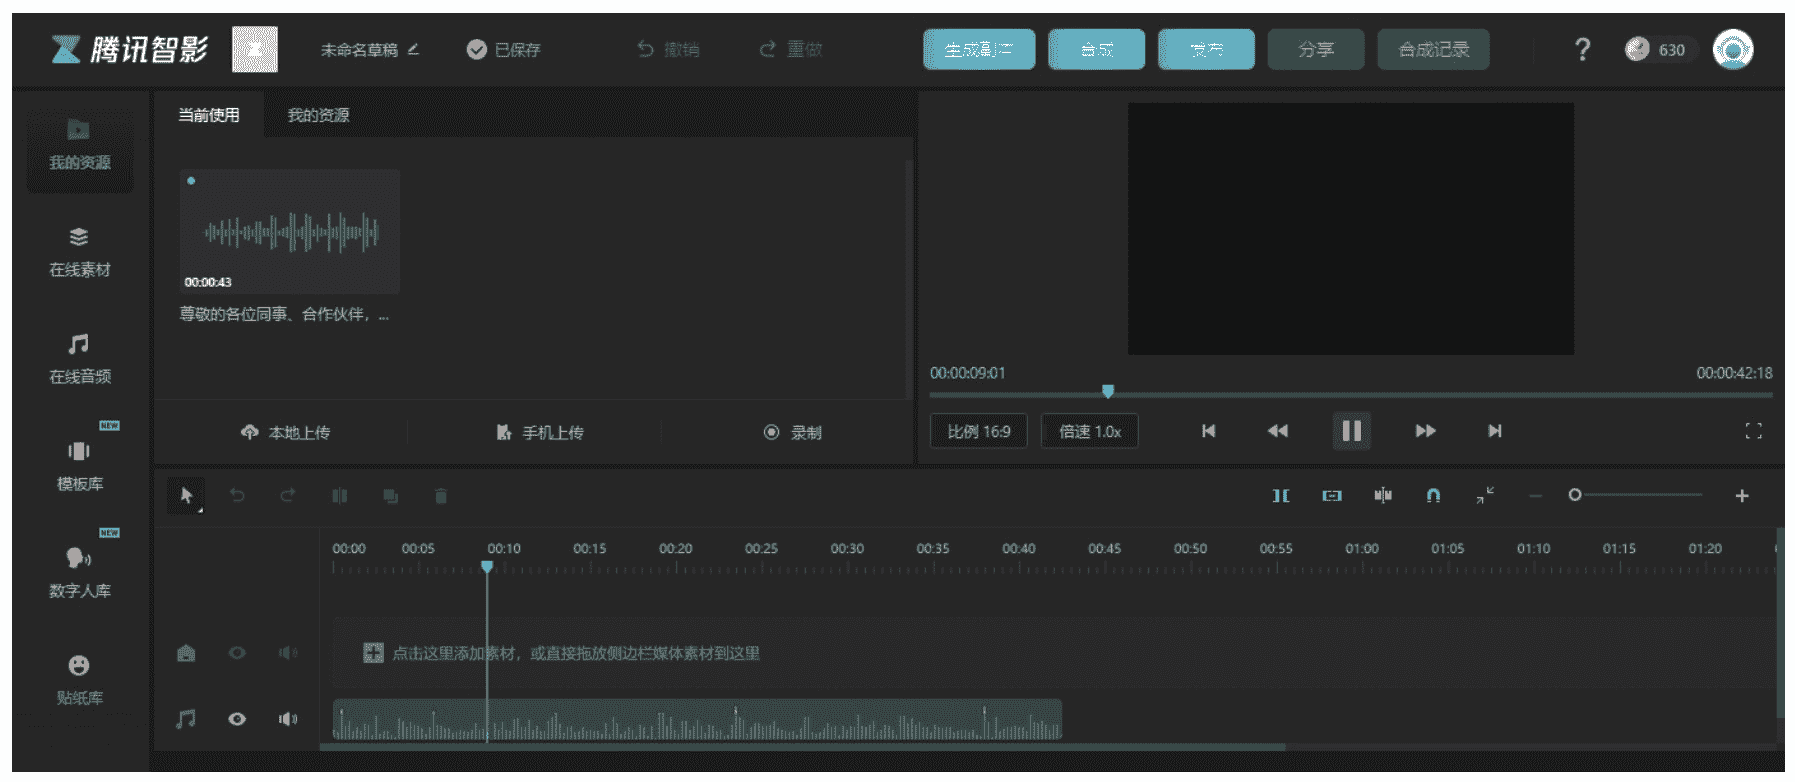 腾讯智影
未命名草稿
已保存
撤销
重做
生成副本
合成
发布
分享
合成记录
?
630
当前使用
我的资源
我的资源
在线素材
在线音频
NEW
模板库
NEW
数字人库
贴纸库
00:00:43
尊敬的各位同事、合作伙伴，...
本地上传
手机上传
录制
00:00:09:01
00:00:42:18
比例 16:9
倍速 1.0x
00:00 00:05 00:10 00:15 00:20 00:25 00:30 00:35 00:40 00:45 00:50 00:55 01:00 01:05 01:10 01:15 01:20
点击这里添加素材，或直接拖放侧边栏媒体素材到这里